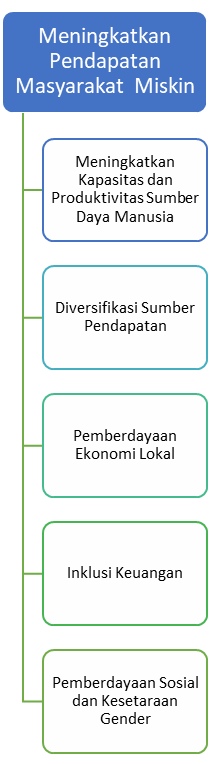 Meningkatkan
Pendapatan
Masyarakat Miskin
Meningkatkan
Kapasitas dan
Produktivitas Sumber
Daya Manusia
Diversifikasi Sumber
Pendapatan
Pemberdayaan
Ekonomi Lokal
Inklusi Keuangan
Pemberdayaan Sosial
dan Kesetaraan
Gender